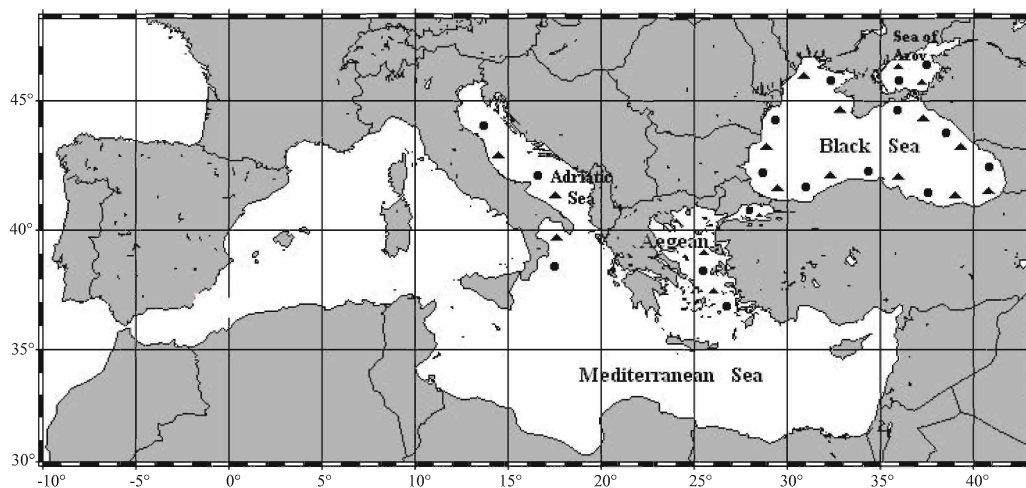 Sea of
Azov
45°
Black Sea
Adriatic
Sea
40°
Aegean
35°
Mediterranean Sea
30°
-10° -5° 0° 5° 10° 15° 20° 25° 30° 35° 40°